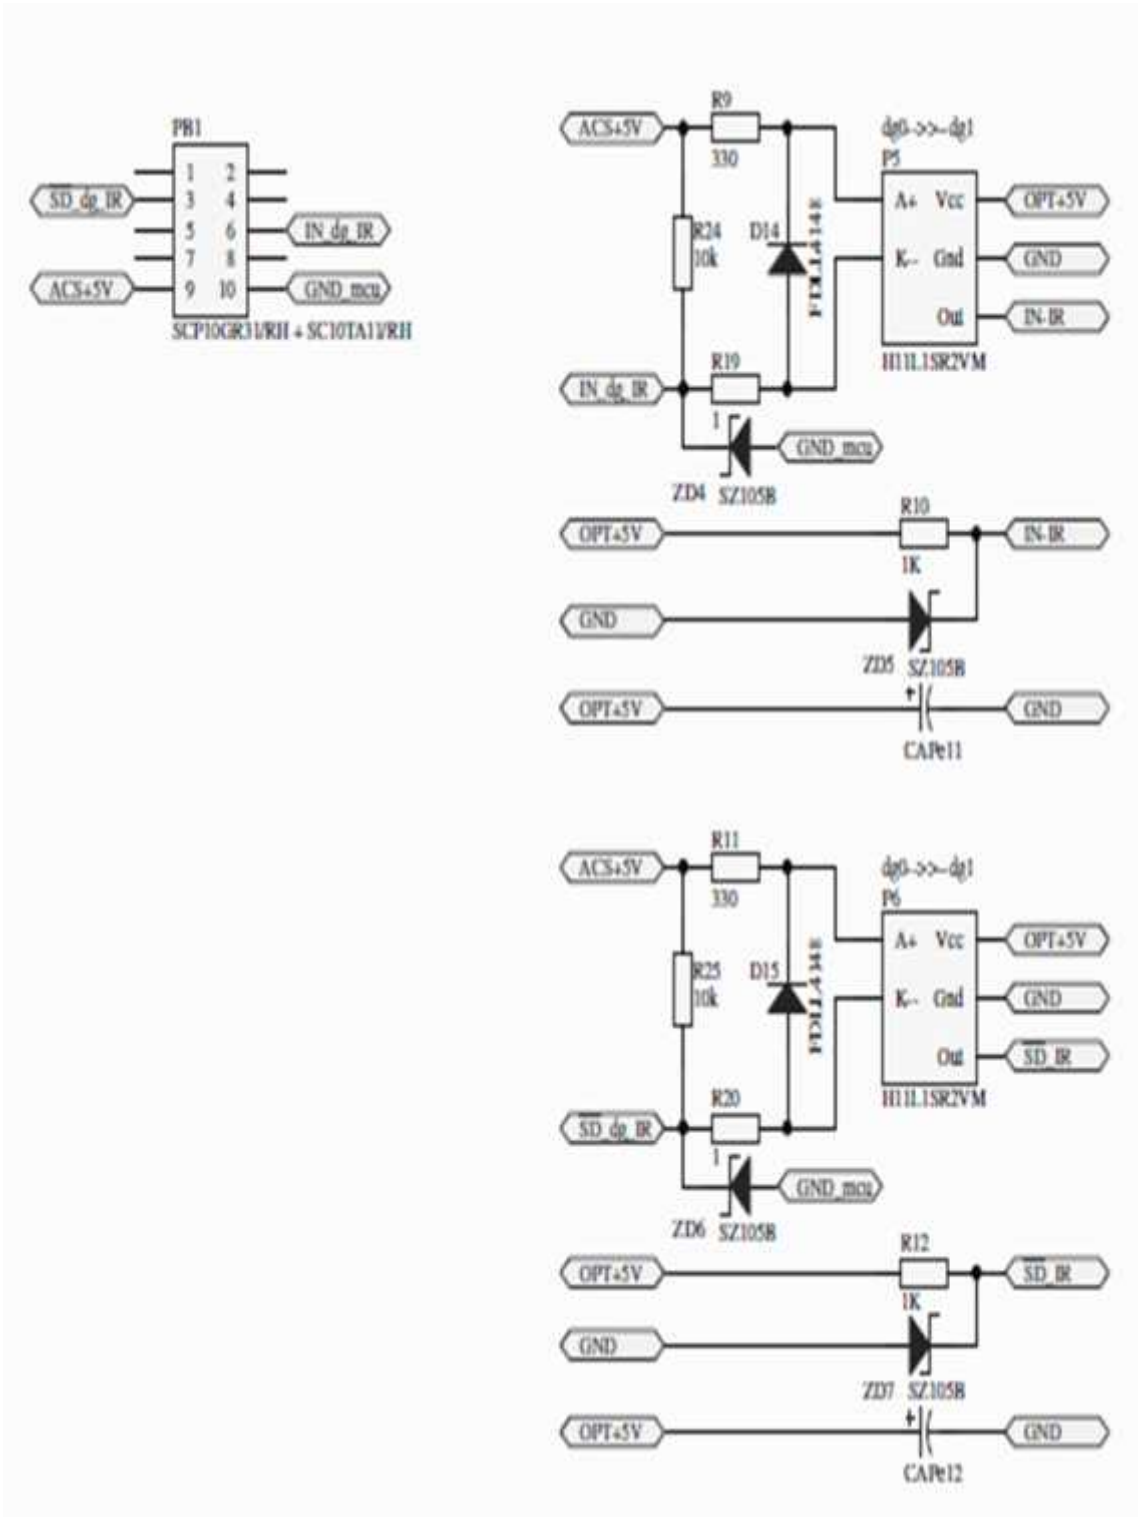 PB1
1 2
SD_dg_IR 3 4
5 6 IN_dg_IR
7 8
ACS+5V 9 10 GND_mcu
SCP10GR31/RH + SC10TA11/RH
R9
ACS+5V
330
dg0->>-dg1
P5
A+ Vcc OPT+5V
R24
10k
D14
K- Gnd GND
Out IN-IR
H11L1SR2VM
R19
IN_dg_IR
1
GND_mcu
ZD4 SZ105B
R10
OPT+5V IN-IR
1K
GND
ZD5 SZ105B
OPT+5V + GND
CAPe11
R11
ACS+5V
330
dg0->>-dg1
P6
A+ Vcc OPT+5V
R25
10k
D15
K- Gnd GND
Out SD_IR
H11L1SR2VM
R20
SD_dg_IR
1
GND_mcu
ZD6 SZ105B
R12
OPT+5V SD_IR
1K
GND
ZD7 SZ105B
OPT+5V + GND
CAPe12